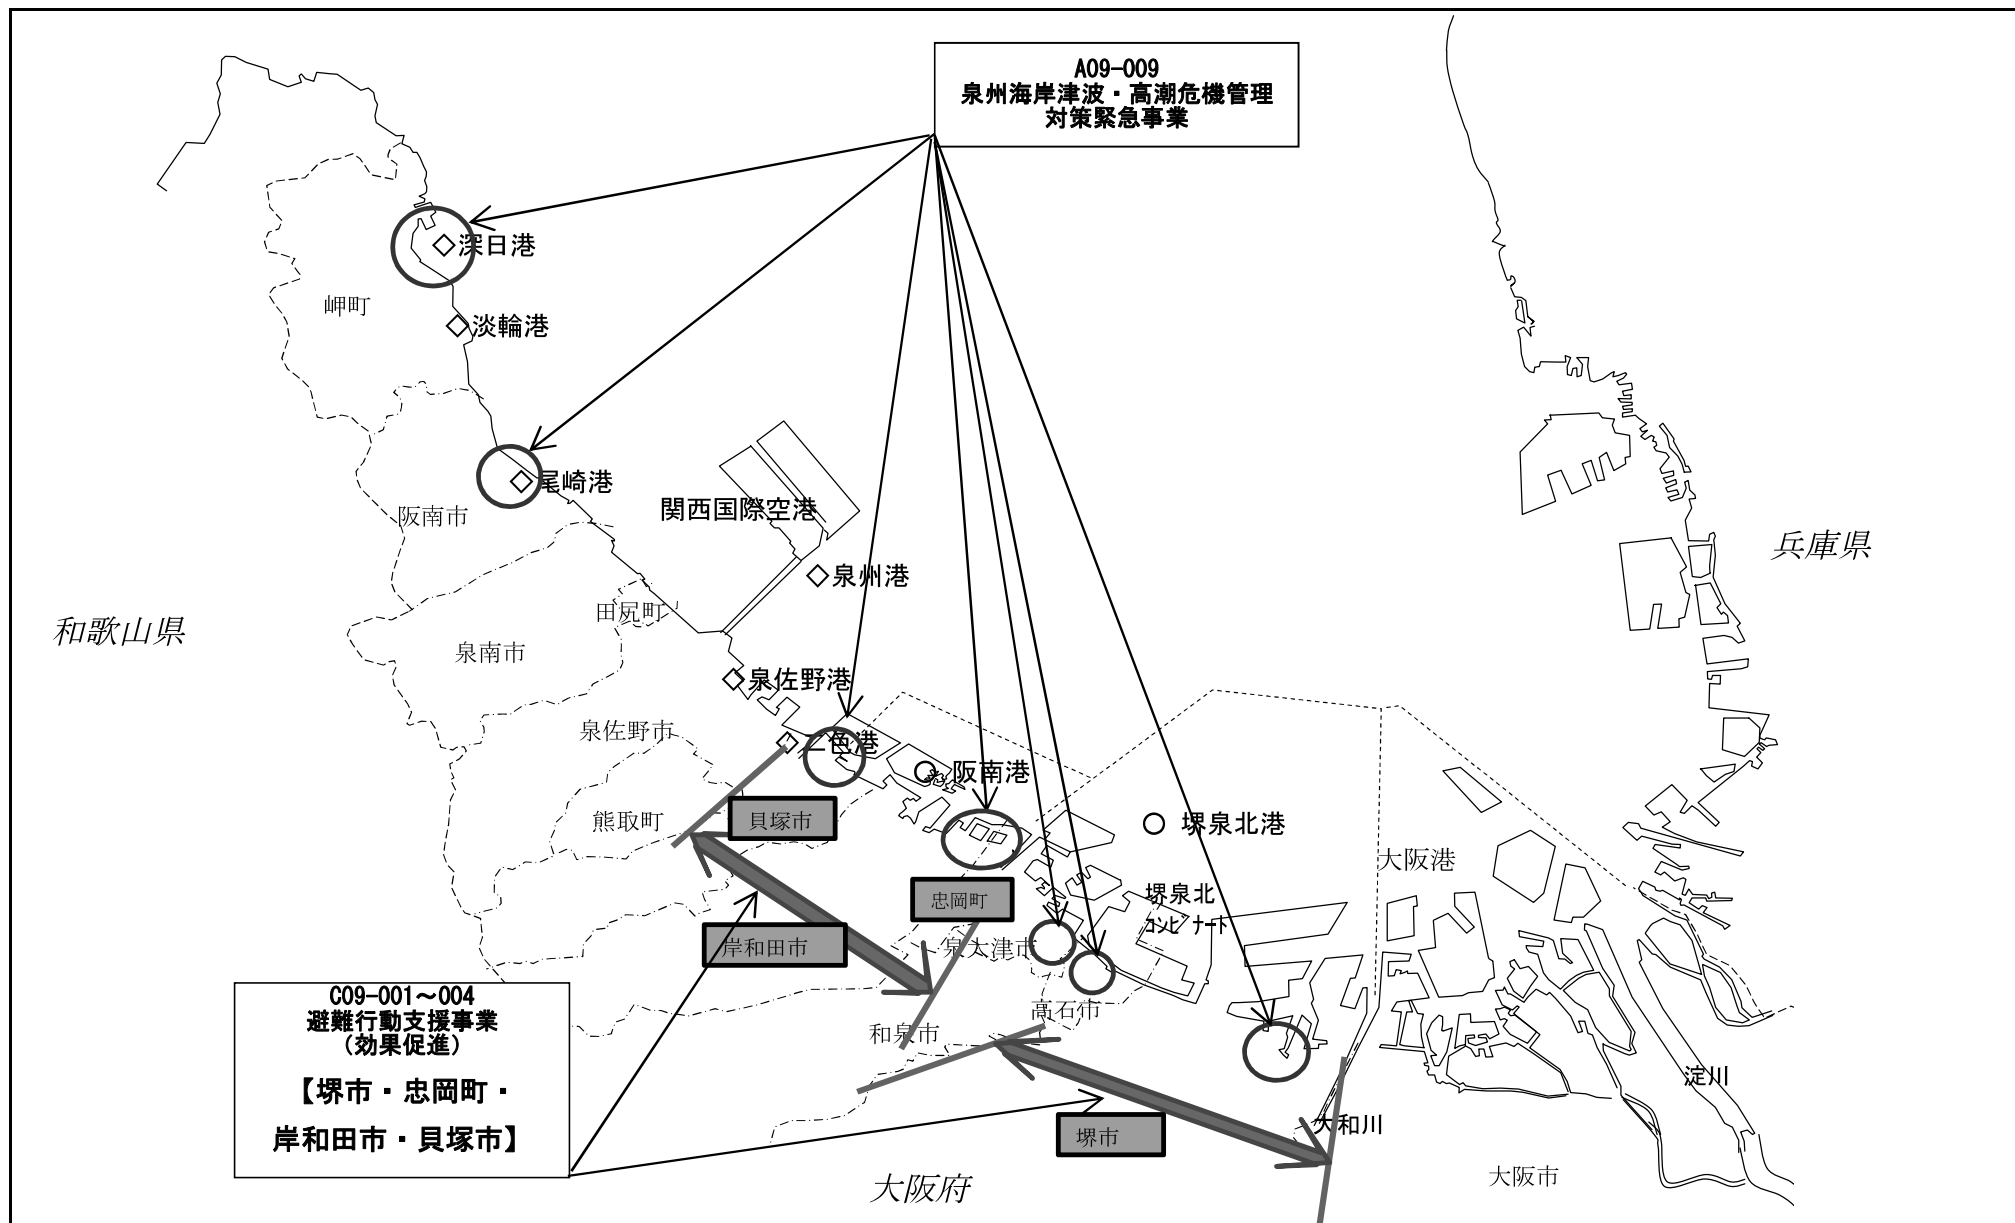 A09-009
泉州海岸津波・高潮危機管理
対策緊急事業
深日港
岬町
淡輪港
尾崎港
阪南市
関西国際空港
兵庫県
泉州港
田尻町
和歌山県
泉南市
泉佐野港
泉佐野市
二色港
阪南港
熊取町
貝塚市
堺泉北港
大阪港
忠岡町
堺泉北
ｺﾝﾋﾞﾅｰﾄ
岸和田市
泉大津市
高石市
和泉市
C09-001～004
避難行動支援事業
（効果促進）
【堺市・忠岡町・
岸和田市・貝塚市】
淀川
大和川
堺市
大阪市
大阪府